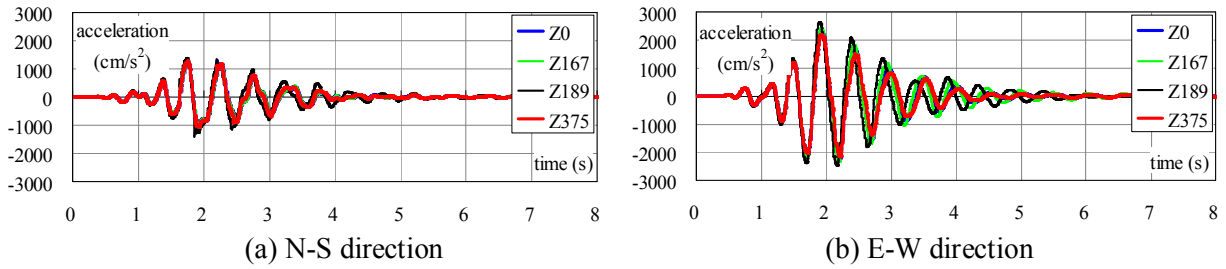 3000
2000
1000
0
-1000
-2000
-3000
acceleration
(cm/s²)
Z0
Z167
Z189
Z375
time (s)
0 1 2 3 4 5 6 7 8
(a) N-S direction
3000
2000
1000
0
-1000
-2000
-3000
acceleration
(cm/s²)
Z0
Z167
Z189
Z375
time (s)
0 1 2 3 4 5 6 7 8
(b) E-W direction